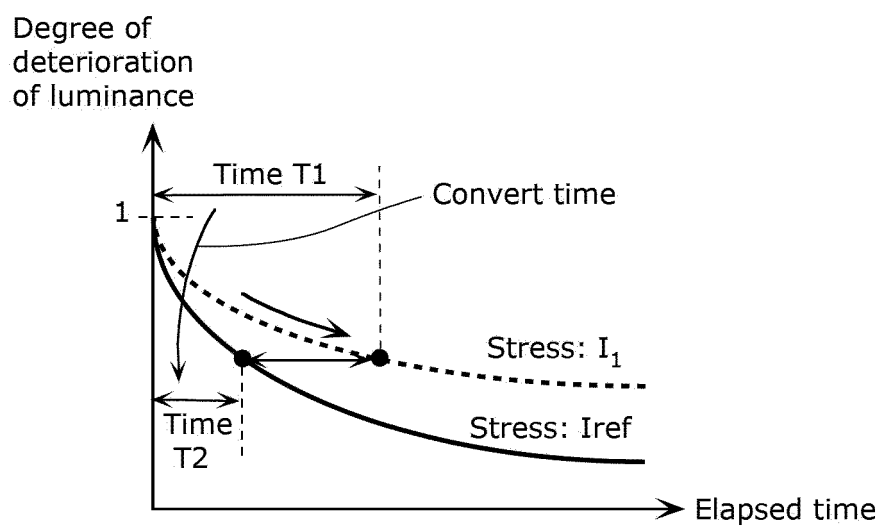 Degree of
deterioration
of luminance
Time T1
Convert time
1
Stress: I1
Stress: Iref
Time
T2
Elapsed time